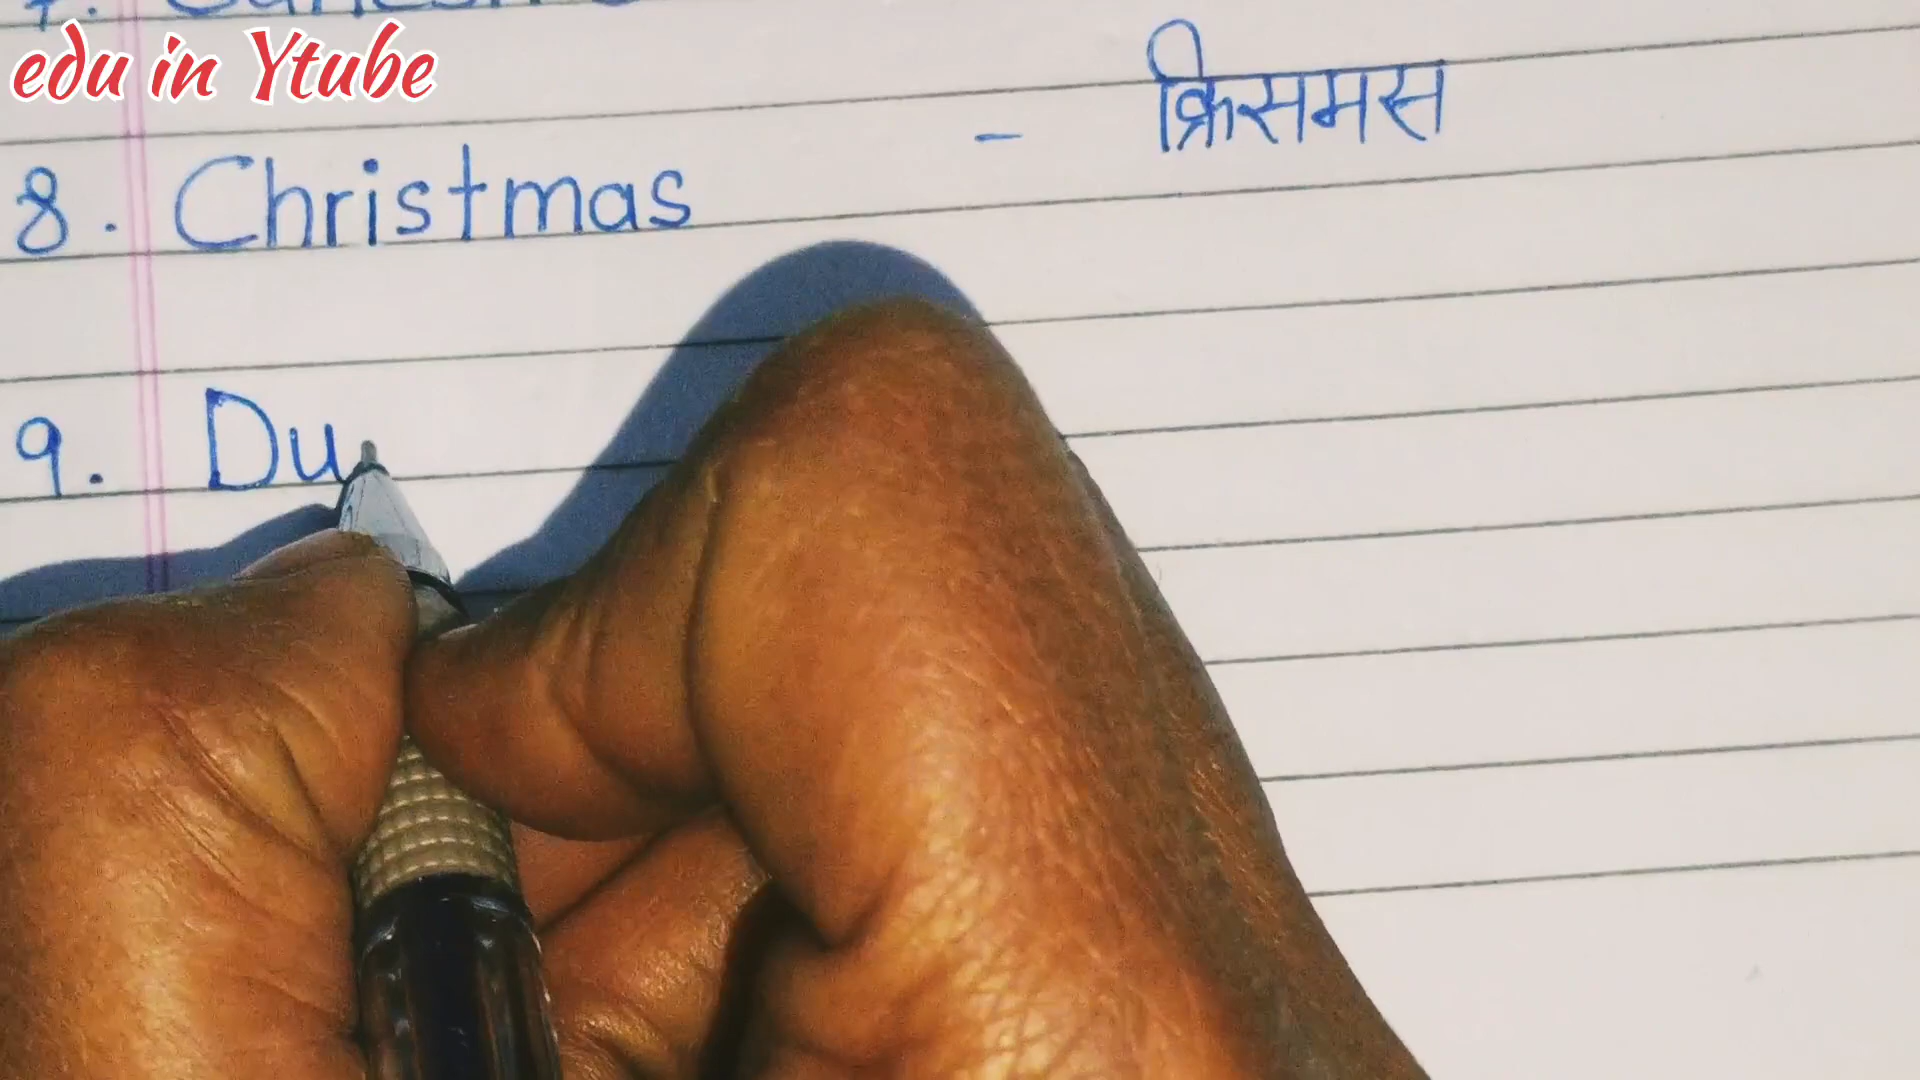 edu in Ytube
8. Christmas - क्रिसमस
9. Du